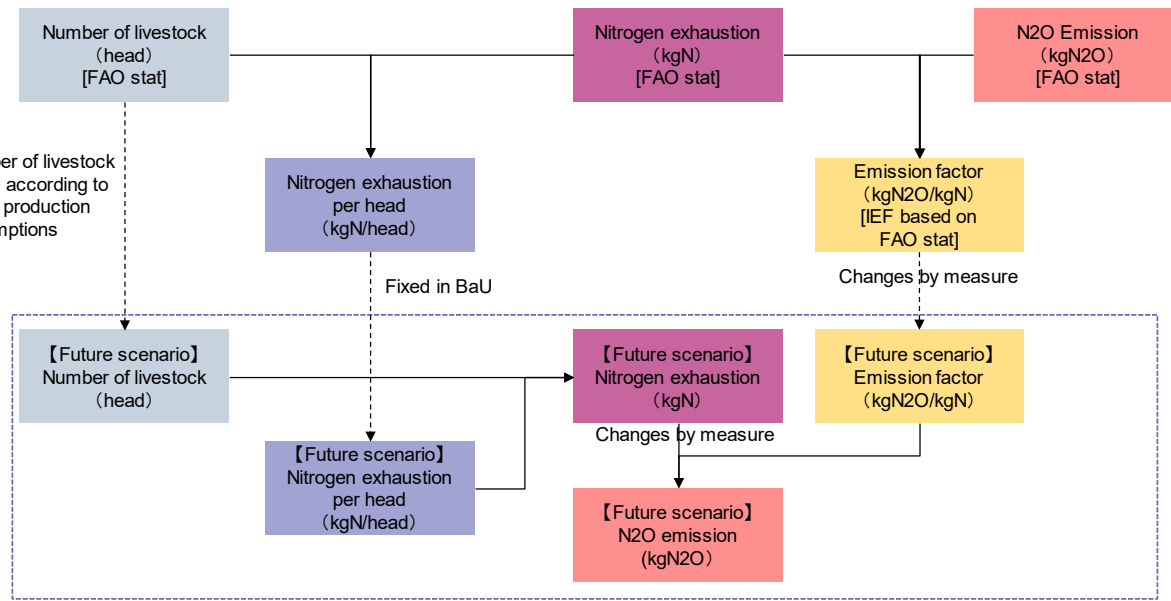 Number of livestock
（head）
[FAO stat]
Nitrogen exhaustion
（kgN）
[FAO stat]
N2O Emission
（kgN2O）
[FAO stat]
er of livestock
according to
production
mptions
Nitrogen exhaustion
per head
（kgN/head）
Emission factor
（kgN2O/kgN）
[IEF based on
FAO stat]
Fixed in BaU
Changes by measure
【Future scenario】
Number of livestock
（head）
【Future scenario】
Nitrogen exhaustion
（kgN）
【Future scenario】
Emission factor
（kgN2O/kgN）
Changes by measure
【Future scenario】
Nitrogen exhaustion
per head
（kgN/head）
【Future scenario】
N2O emission
(kgN2O）